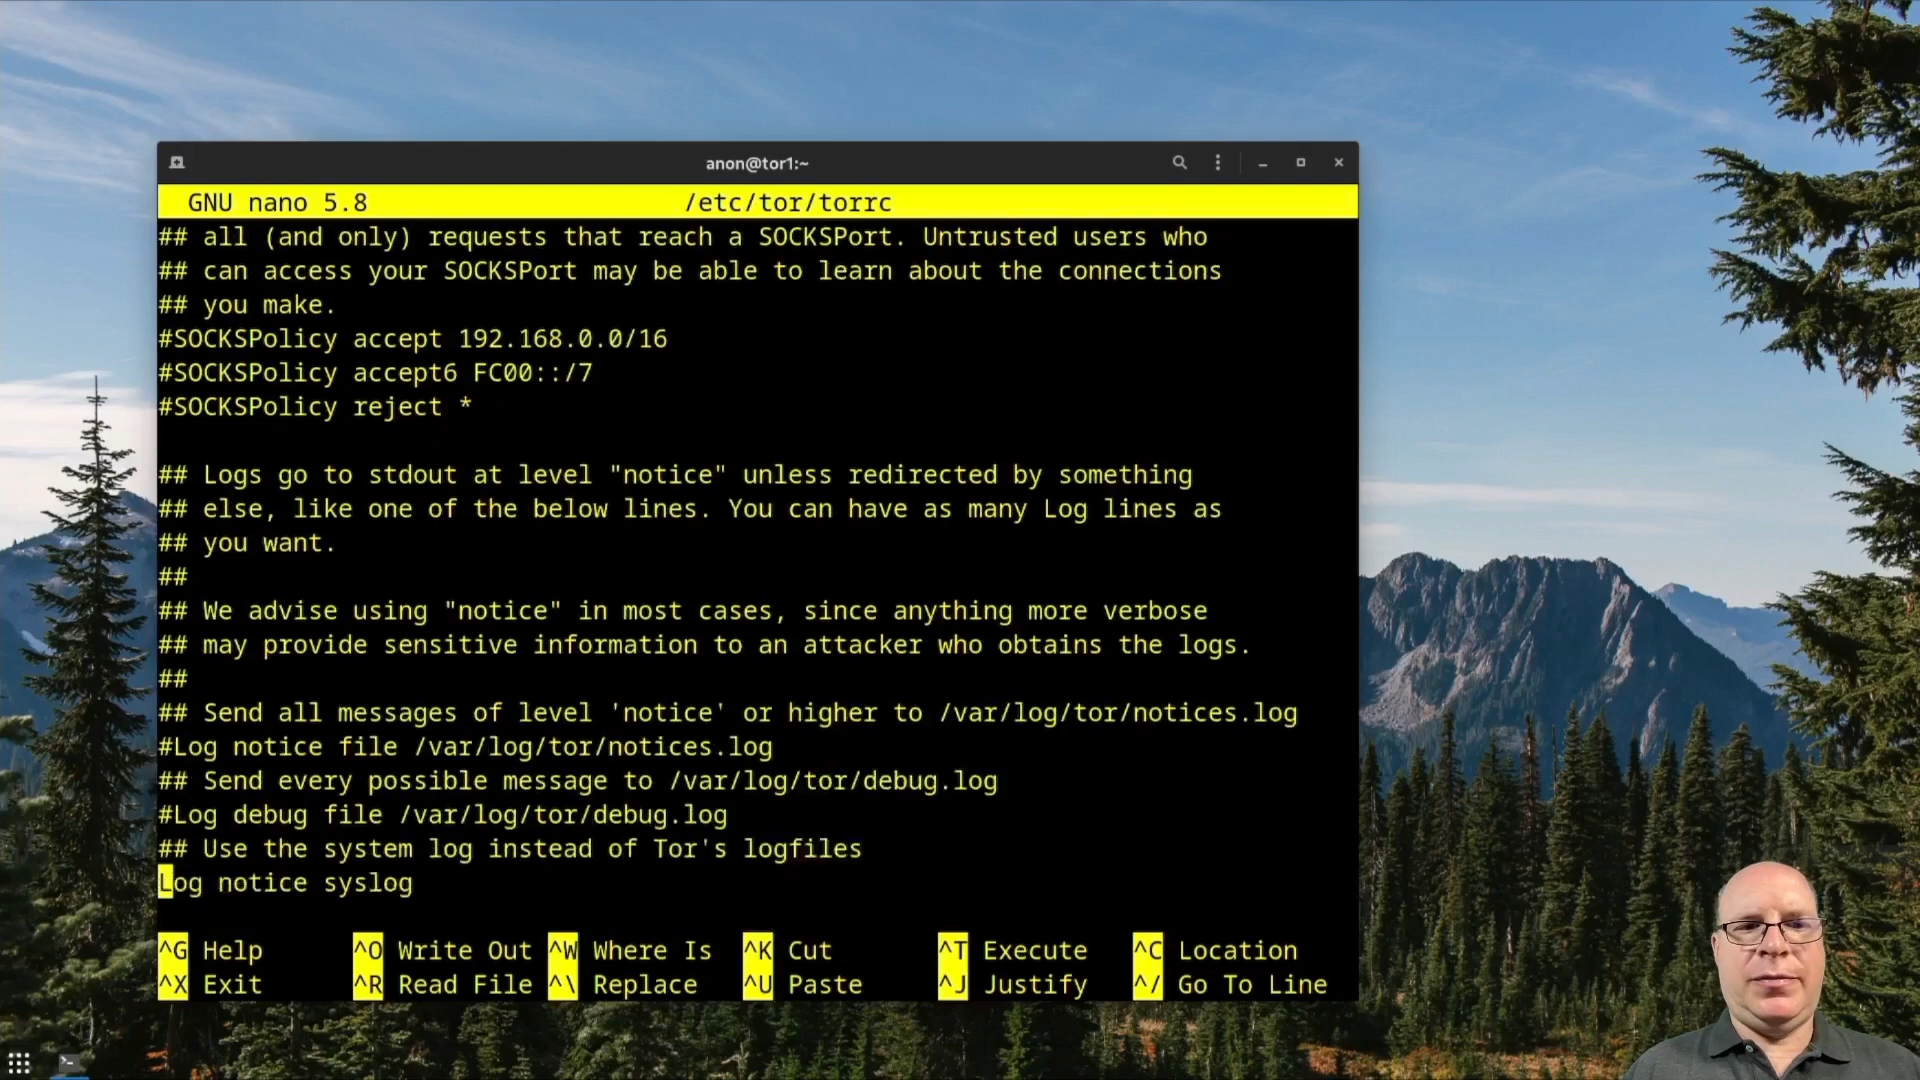 anon@tor1:~
GNU nano 5.8 /etc/tor/torrc
## all (and only) requests that reach a SOCKSPort. Untrusted users who
## can access your SOCKSPort may be able to learn about the connections
## you make.
#SOCKSPolicy accept 192.168.0.0/16
#SOCKSPolicy accept6 FC00::/7
#SOCKSPolicy reject *
## Logs go to stdout at level "notice" unless redirected by something
## else, like one of the below lines. You can have as many Log lines as
## you want.
##
## We advise using "notice" in most cases, since anything more verbose
## may provide sensitive information to an attacker who obtains the logs.
##
## Send all messages of level 'notice' or higher to /var/log/tor/notices.log
#Log notice file /var/log/tor/notices.log
## Send every possible message to /var/log/tor/debug.log
#Log debug file /var/log/tor/debug.log
## Use the system log instead of Tor's logfiles
Log notice syslog
^G Help ^O Write Out ^W Where Is ^K Cut ^T Execute ^C Location
^X Exit ^R Read File ^\ Replace ^U Paste ^J Justify ^/ Go To Line